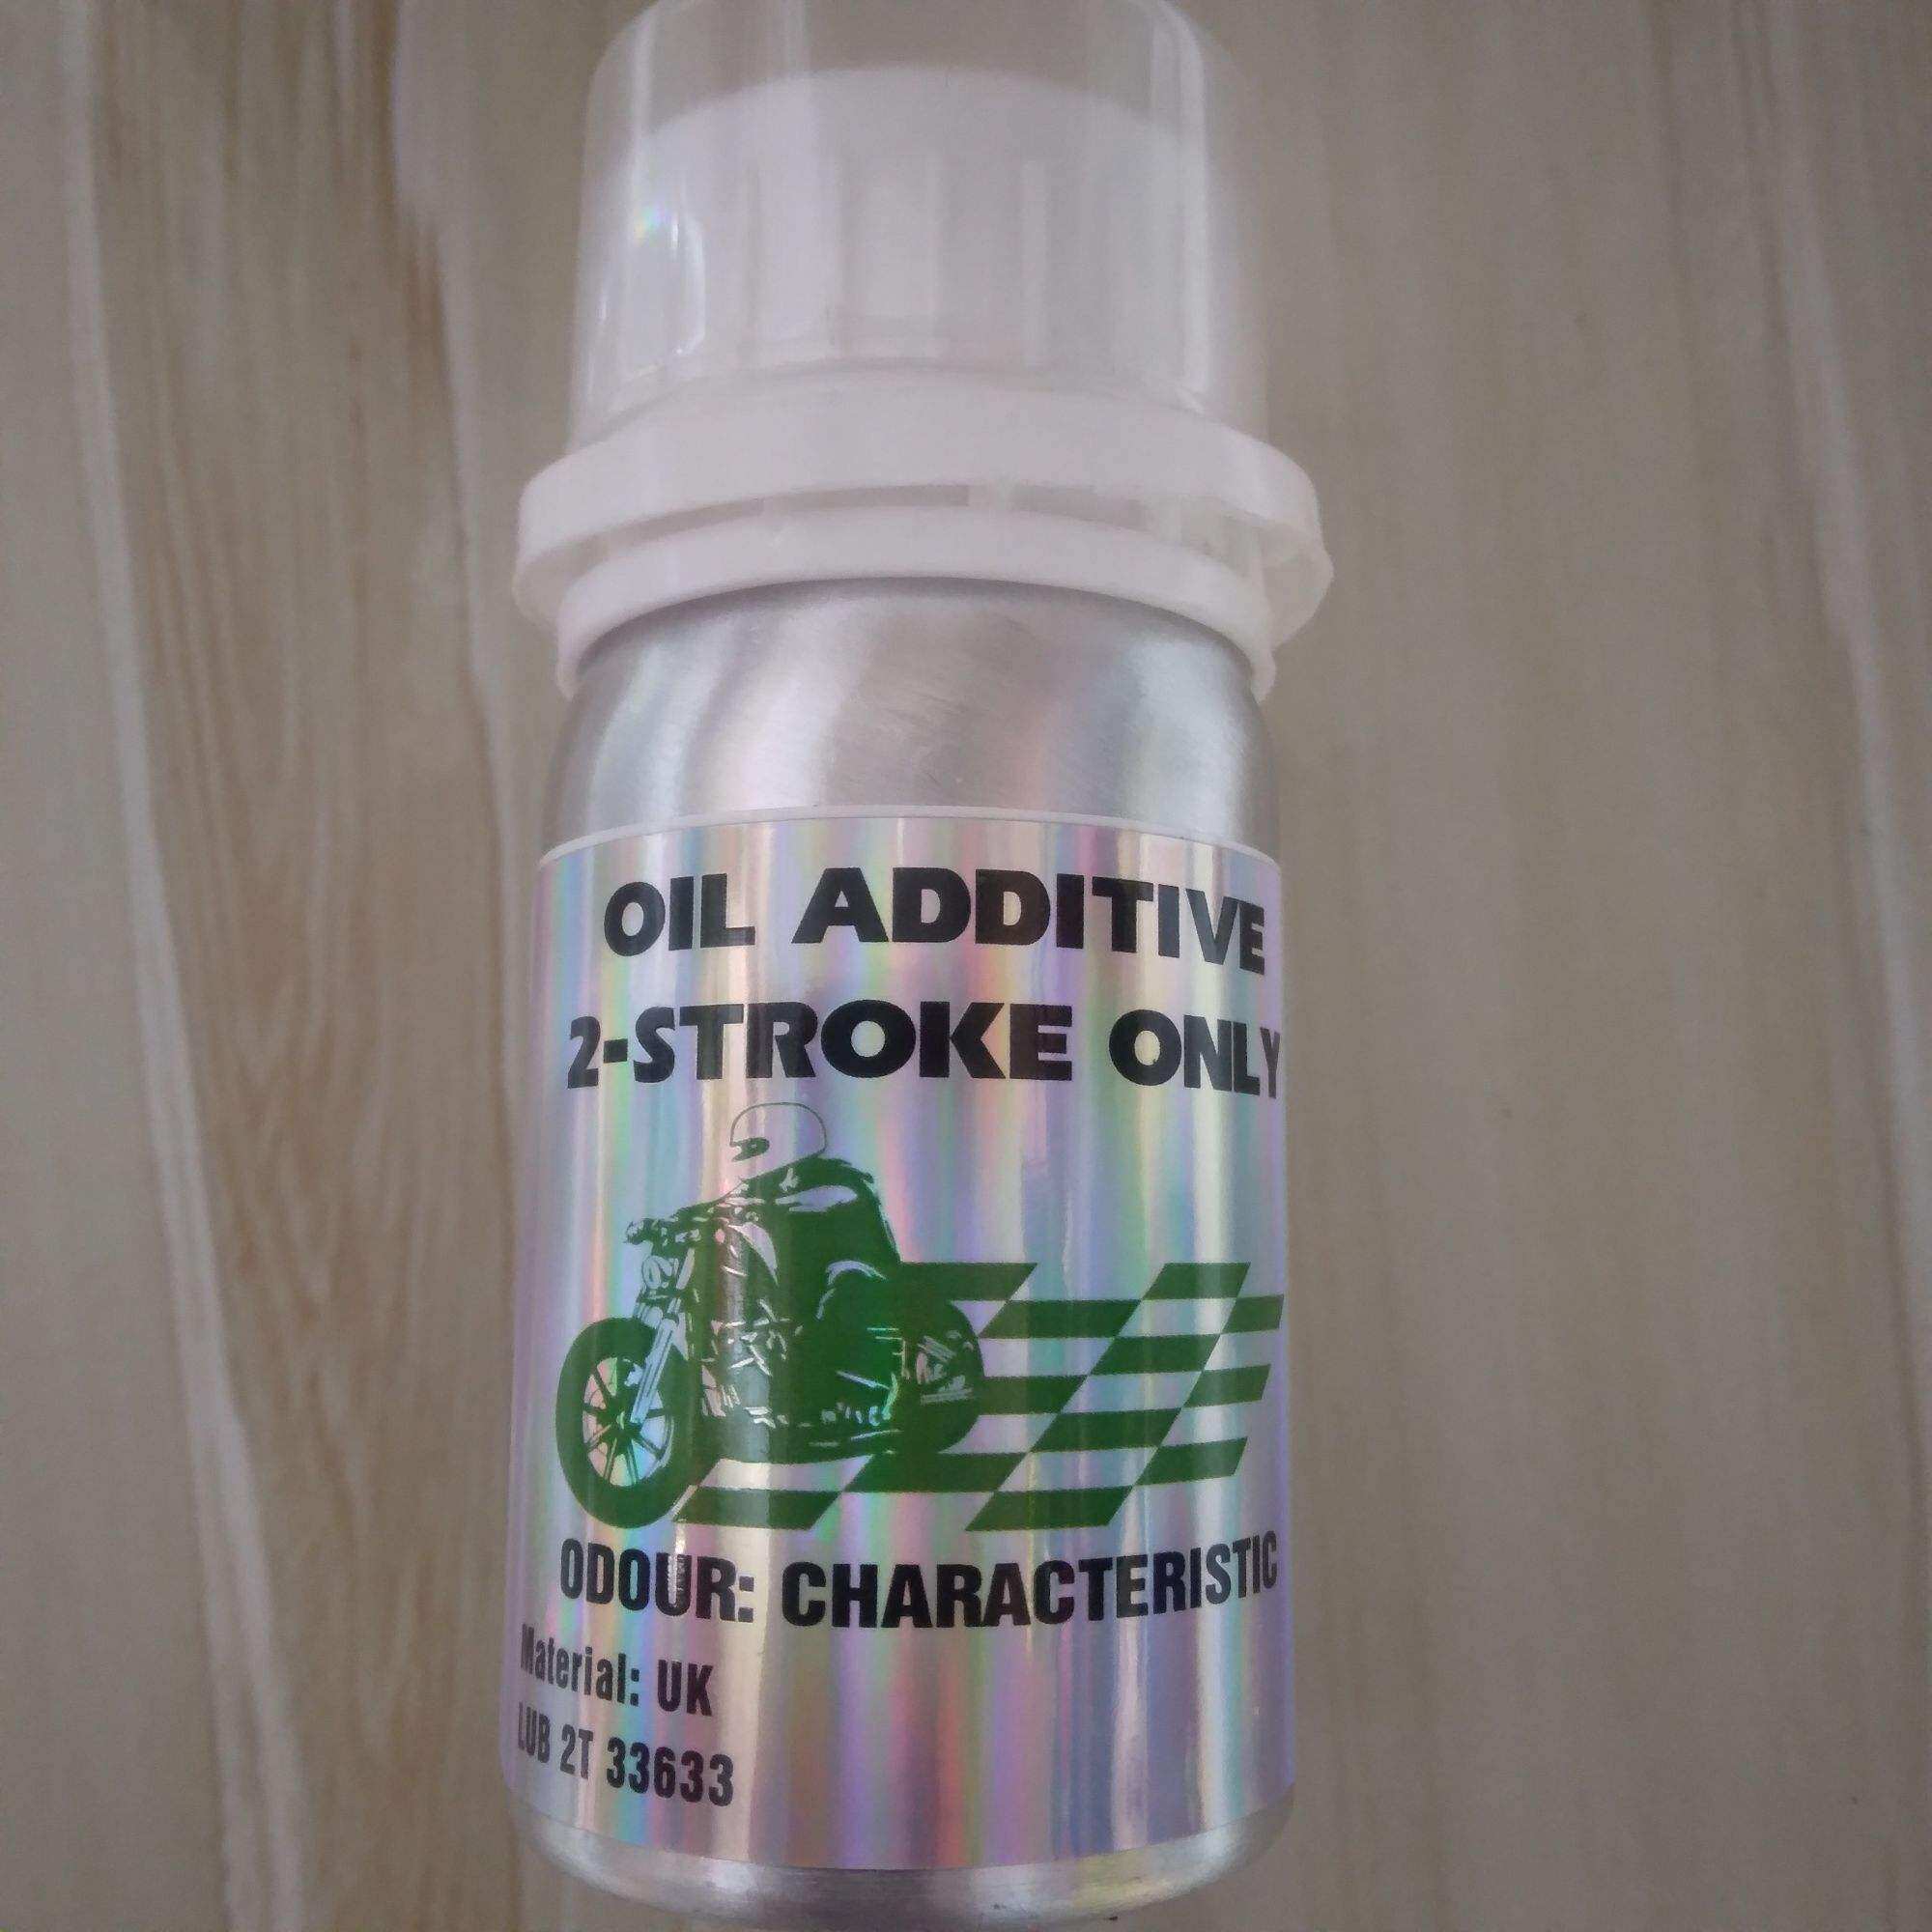 OIL ADDITIVE
2-STROKE ONLY
ODOUR: CHARACTERISTIC
Material: UK
LUB 2T 33633